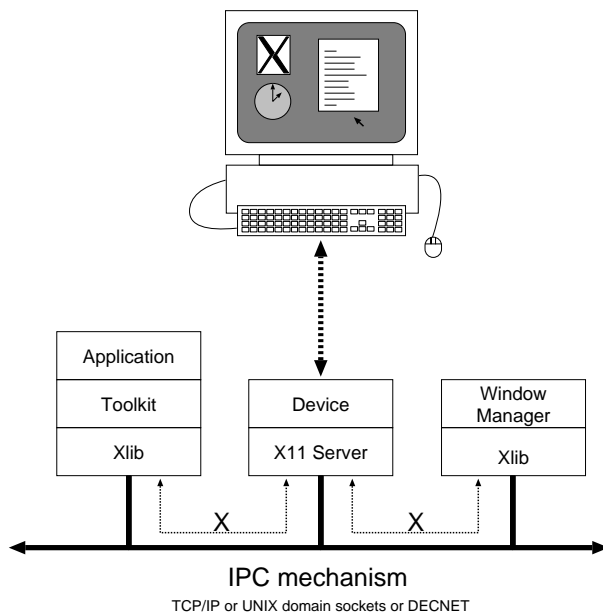 X
Application
Toolkit
Xlib
Device
X11 Server
Window
Manager
Xlib
X
X
IPC mechanism
TCP/IP or UNIX domain sockets or DECNET